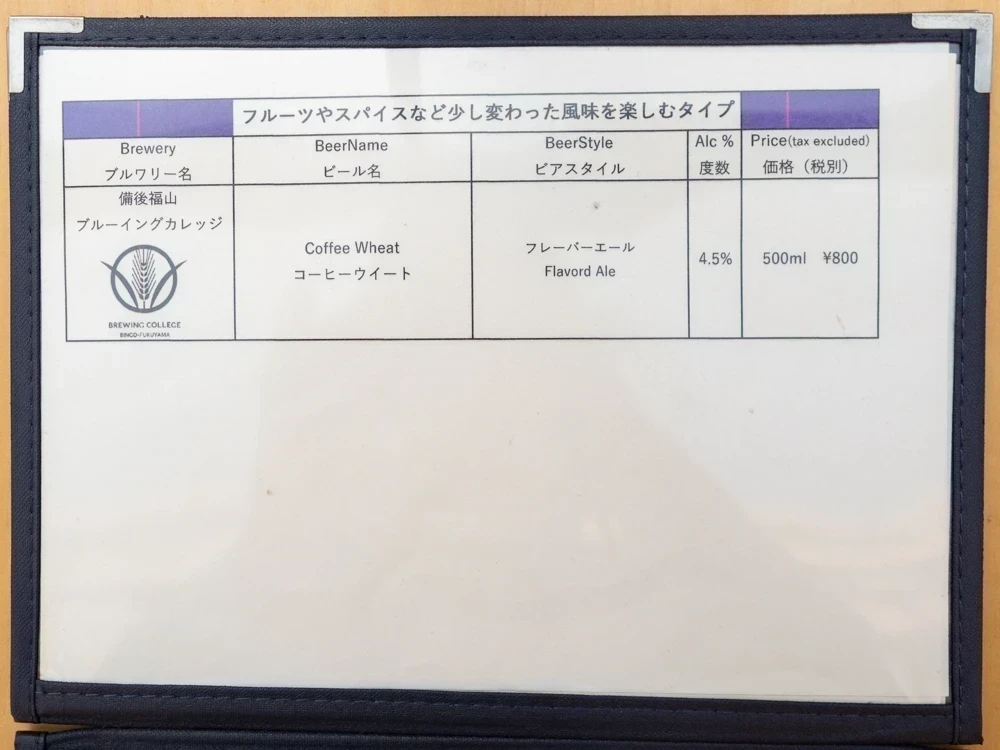 フルーツやスパイスなど少し変わった風味を楽しむタイプ
Brewery
ブルワリー名
BeerName
ビール名
BeerStyle
ビアスタイル
Alc %
度数
Price(tax excluded)
価格（税別）
備後福山
ブルーイングカレッジ
BREWING COLLEGE
BINGO-FUKUYAMA
Coffee Wheat
コーヒーウイート
フレーバーエール
Flavord Ale
4.5%
500ml ¥800